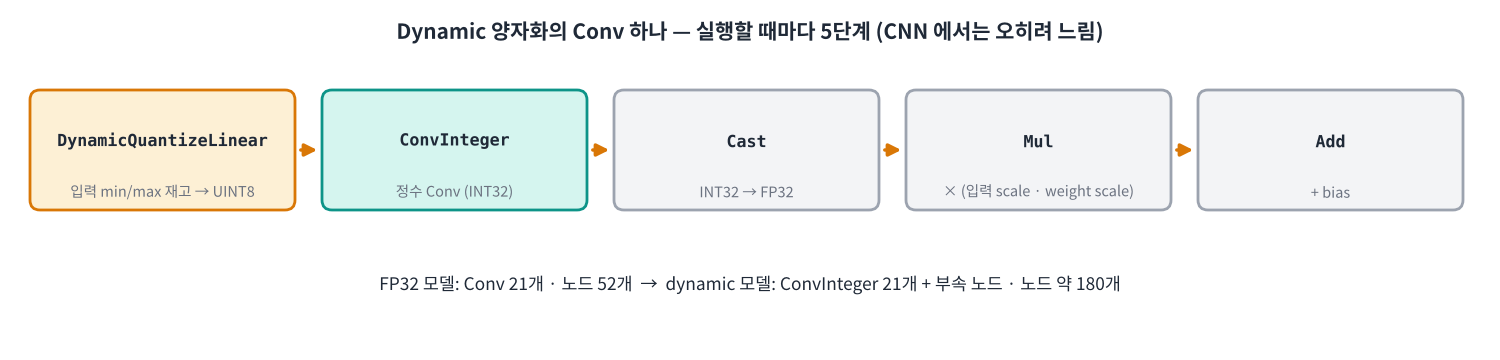 Dynamic 양자화의 Conv 하나 — 실행할 때마다 5단계 (CNN 에서는 오히려 느림)
DynamicQuantizeLinear
입력 min/max 재고 → UINT8
ConvInteger
정수 Conv (INT32)
Cast
INT32 → FP32
Mul
× (입력 scale · weight scale)
Add
+ bias
FP32 모델: Conv 21개 · 노드 52개 → dynamic 모델: ConvInteger 21개 + 부속 노드 · 노드 약 180개